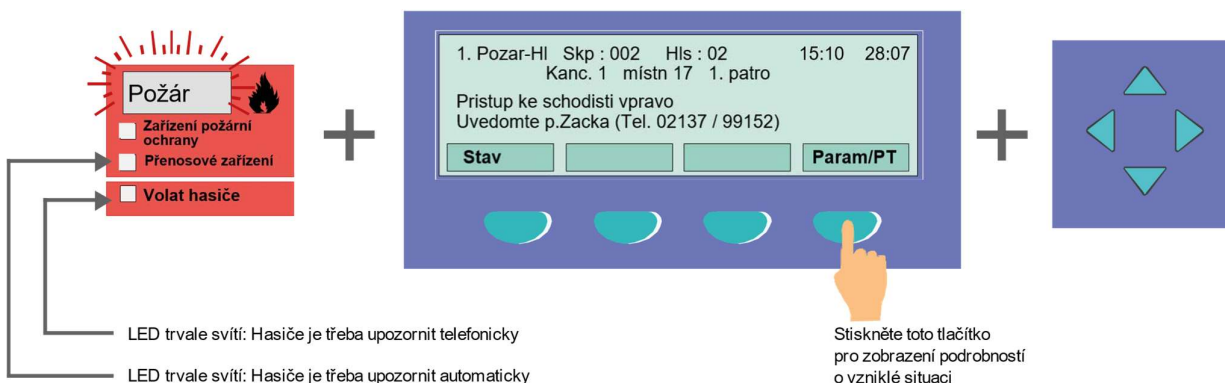 Požár
Zařízení požární
ochrany
Přenosové zařízení
Volat hasiče
1. Pozar-Hl Skp : 002 Hls : 02 15:10 28:07
Kanc. 1 místn 17 1. patro
Pristup ke schodisti vpravo
Uvedomte p.Zacka (Tel. 02137 / 99152)
Stav
Param/PT
LED trvale svítí: Hasiče je třeba upozornit telefonicky
LED trvale svítí: Hasiče je třeba upozornit automaticky
Stiskněte toto tlačítko
pro zobrazení podrobností
o vzniklé situaci